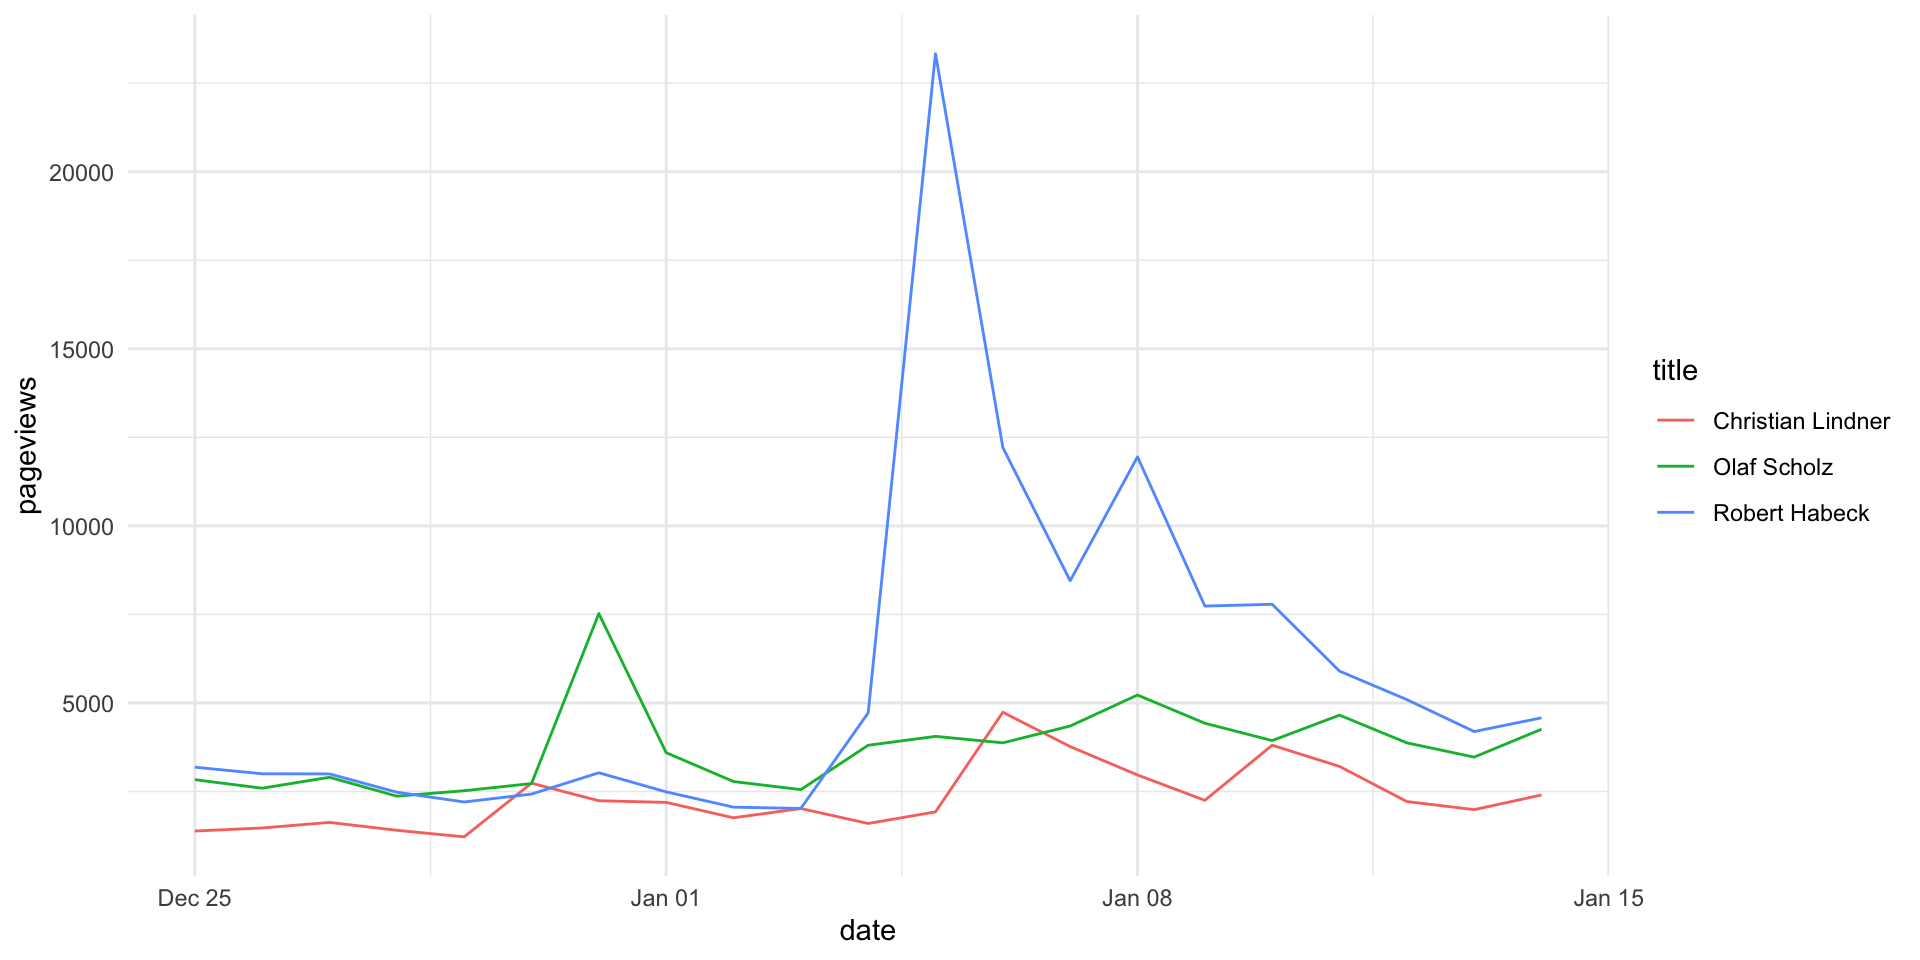 20000
15000
10000
5000
pageviews
Dec 25
Jan 01
Jan 08
Jan 15
date
title
Christian Lindner
Olaf Scholz
Robert Habeck